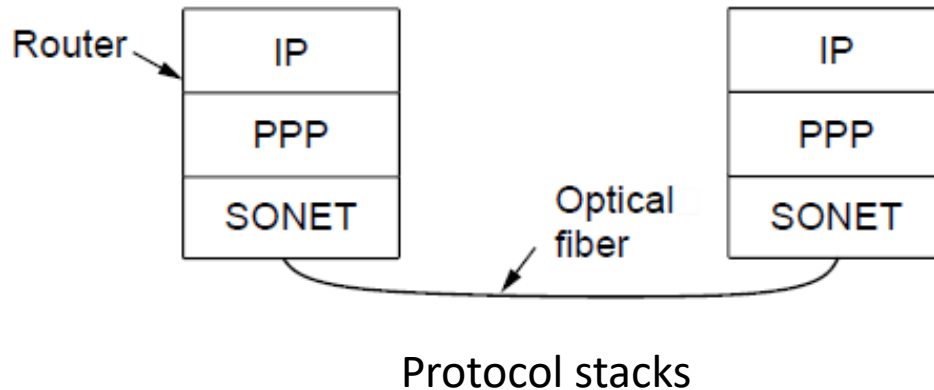 Router
IP
PPP
SONET
IP
PPP
SONET
Optical
fiber
Protocol stacks